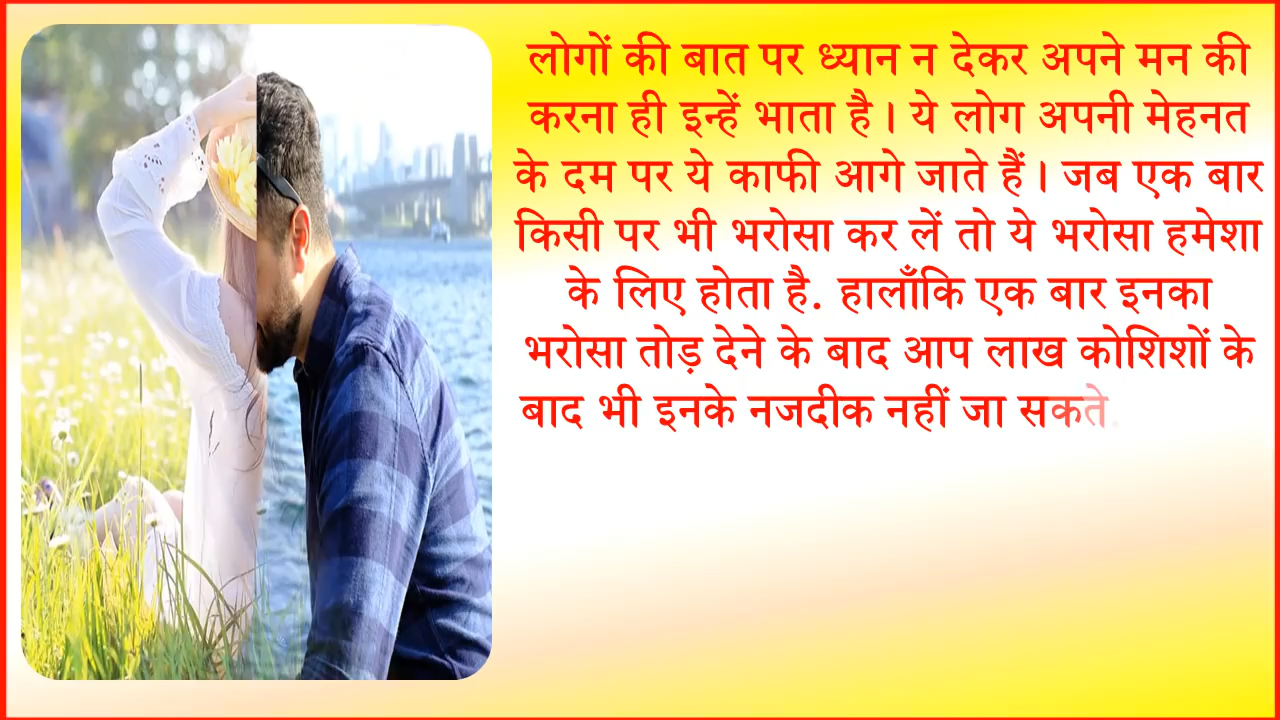 लोगों की बात पर ध्यान न देकर अपने मन की
करना ही इन्हें भाता है। ये लोग अपनी मेहनत
के दम पर ये काफी आगे जाते हैं। जब एक बार
किसी पर भी भरोसा कर लें तो ये भरोसा हमेशा
के लिए होता है. हालाँकि एक बार इनका
भरोसा तोड़ देने के बाद आप लाख कोशिशों के
बाद भी इनके नजदीक नहीं जा सकते.